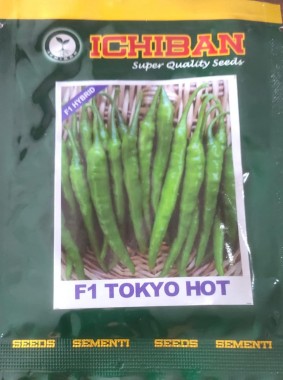 ICHIBAN
Super Quality Seeds
F1 HYBRID
F1 TOKYO HOT
SEEDS SEMENTI SEEDS SEMENTI